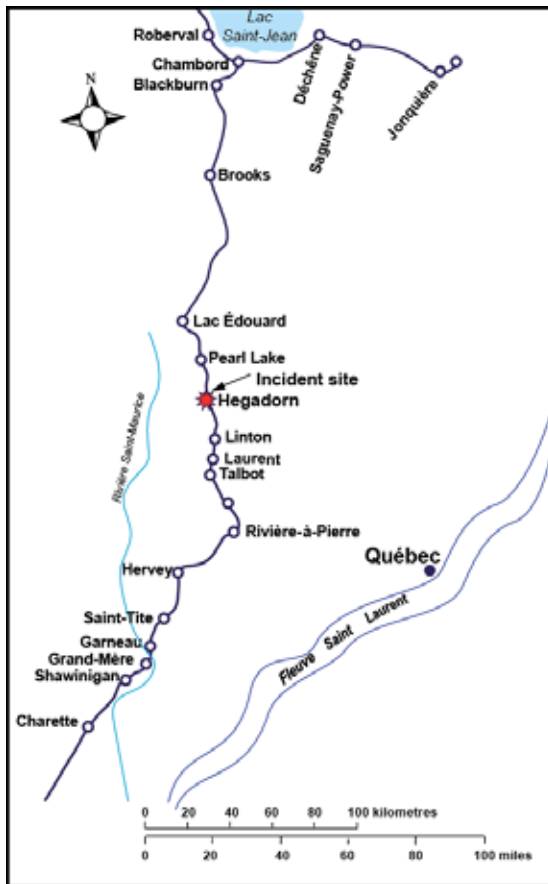 Lac
Saint-Jean
Roberval
Chambord
Blackburn
Déchêne
Saguenay-Power
Jonquière
N
Brooks
Lac Édouard
Pearl Lake
Incident site
Hegadorn
Rivière Saint-Maurice
Linton
Laurent
Talbot
Rivière-à-Pierre
Québec
Hervey
Fleuve Saint Laurent
Saint-Tite
Garneau
Grand-Mère
Shawinigan
Charette
0 20 40 60 80 100 kilometres
0 20 40 60 80 100 miles